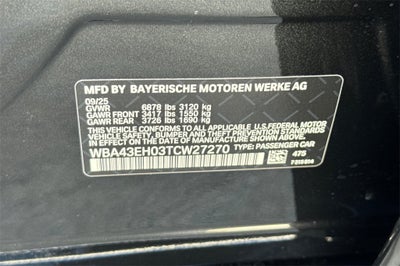 MFD BY BAYERISCHE MOTOREN WERKE AG
09/25
GVWR 6878 lbs 3120 kg
GAWR FRONT 3417 lbs 1550 kg
GAWR REAR 3726 lbs 1690 kg
THIS VEHICLE CONFORMS TO ALL APPLICABLE
U.S.FEDERAL MOTOR VEHICLE
SAFETY, BUMPER AND THEFT PREVENTION STANDARDS
IN EFFECT ON THE DATE OF MANUFACTURE SHOWN ABOVE.
WBA43EH03TCW27270 TYPE: PASSENGER CAR
475